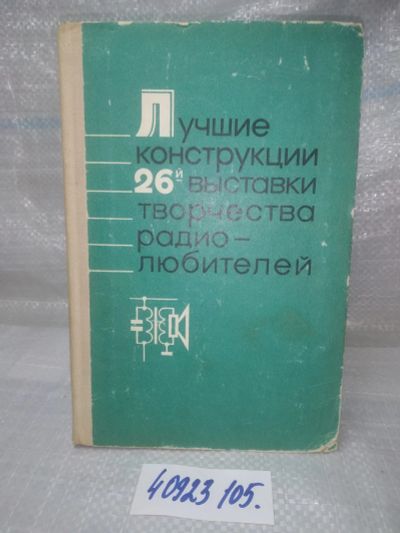 Лучшие
конструкции
26й выставки
творчества
радио-
любителей
40923 105.